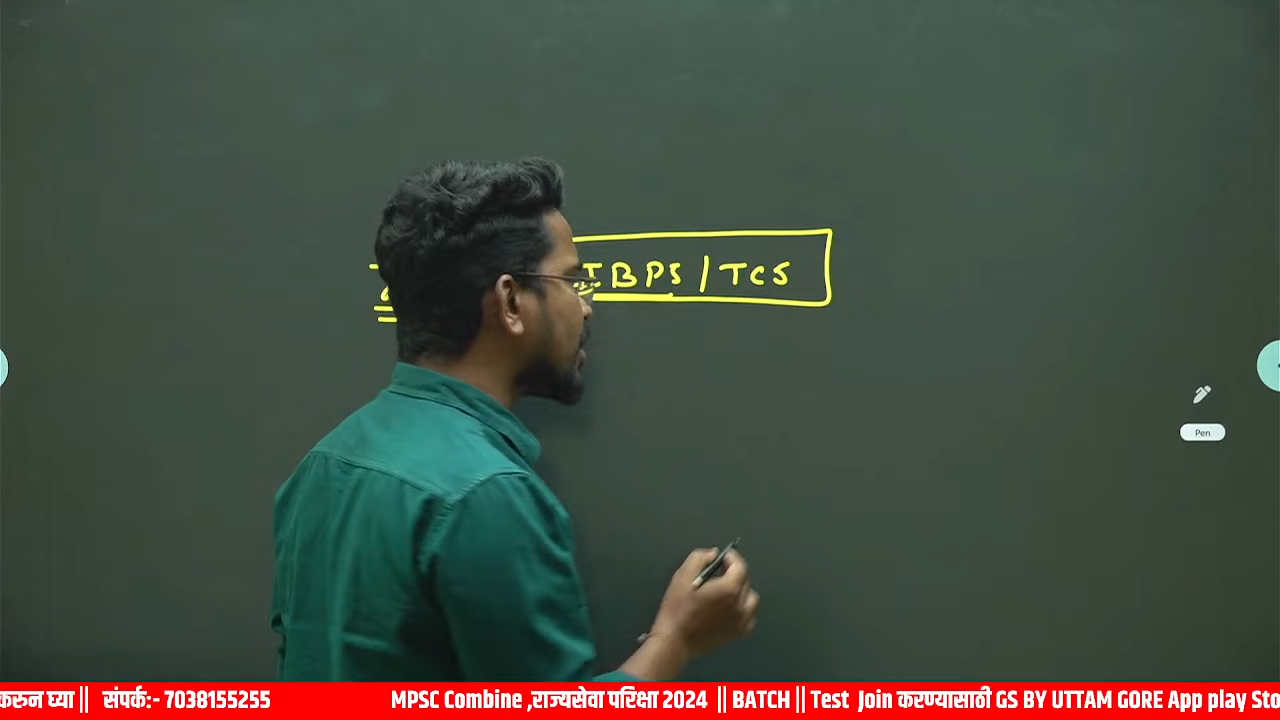 IBPS / TCS
Pen
करुन घ्या || संपर्क:- 7038155255 MPSC Combine ,राज्यसेवा परिक्षा 2024 || BATCH || Test Join करण्यासाठी GS BY UTTAM GORE App play Sto